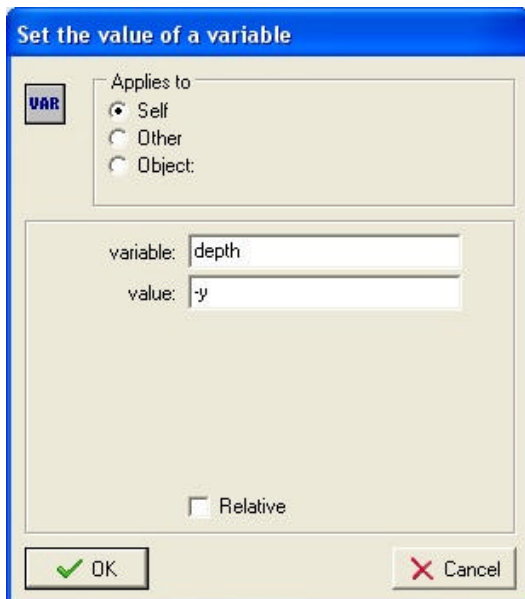 Set the value of a variable
Applies to
VAR
Self
Other
Object:
variable: depth
value: -y
Relative
OK
Cancel